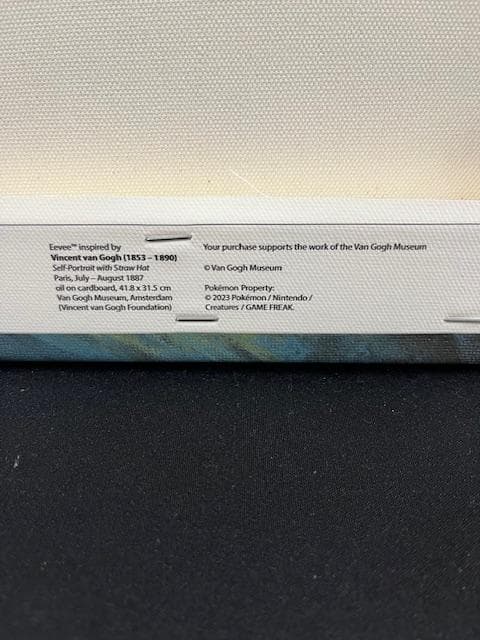 Eevee™ inspired by
Vincent van Gogh (1853 – 1890)
Self-Portrait with Straw Hat
Paris, July – August 1887
oil on cardboard, 41.8 x 31.5 cm
Van Gogh Museum, Amsterdam
(Vincent van Gogh Foundation)
Your purchase supports the work of the Van Gogh Museum
© Van Gogh Museum
Pokémon Property:
© 2023 Pokémon / Nintendo /
Creatures / GAME FREAK.